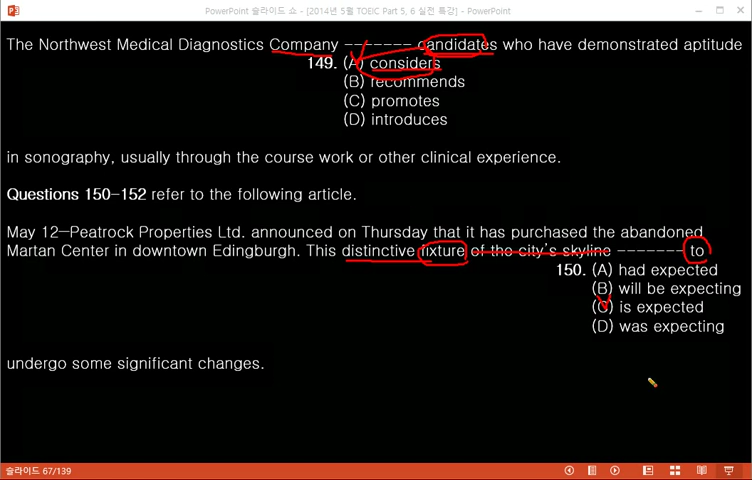 PowerPoint 슬라이드 쇼 - [2014년 5월 TOEIC Part 5, 6 실전 특강] - PowerPoint
The Northwest Medical Diagnostics Company -------- candidates who have demonstrated aptitude
149. (A) considers
(B) recommends
(C) promotes
(D) introduces
in sonography, usually through the course work or other clinical experience.
Questions 150-152 refer to the following article.
May 12—Peatrock Properties Ltd. announced on Thursday that it has purchased the abandoned
Martan Center in downtown Edingburgh. This distinctive fixture of the city's skyline ------- to
150. (A) had expected
(B) will be expecting
(C) is expected
(D) was expecting
undergo some significant changes.
슬라이드 67/139